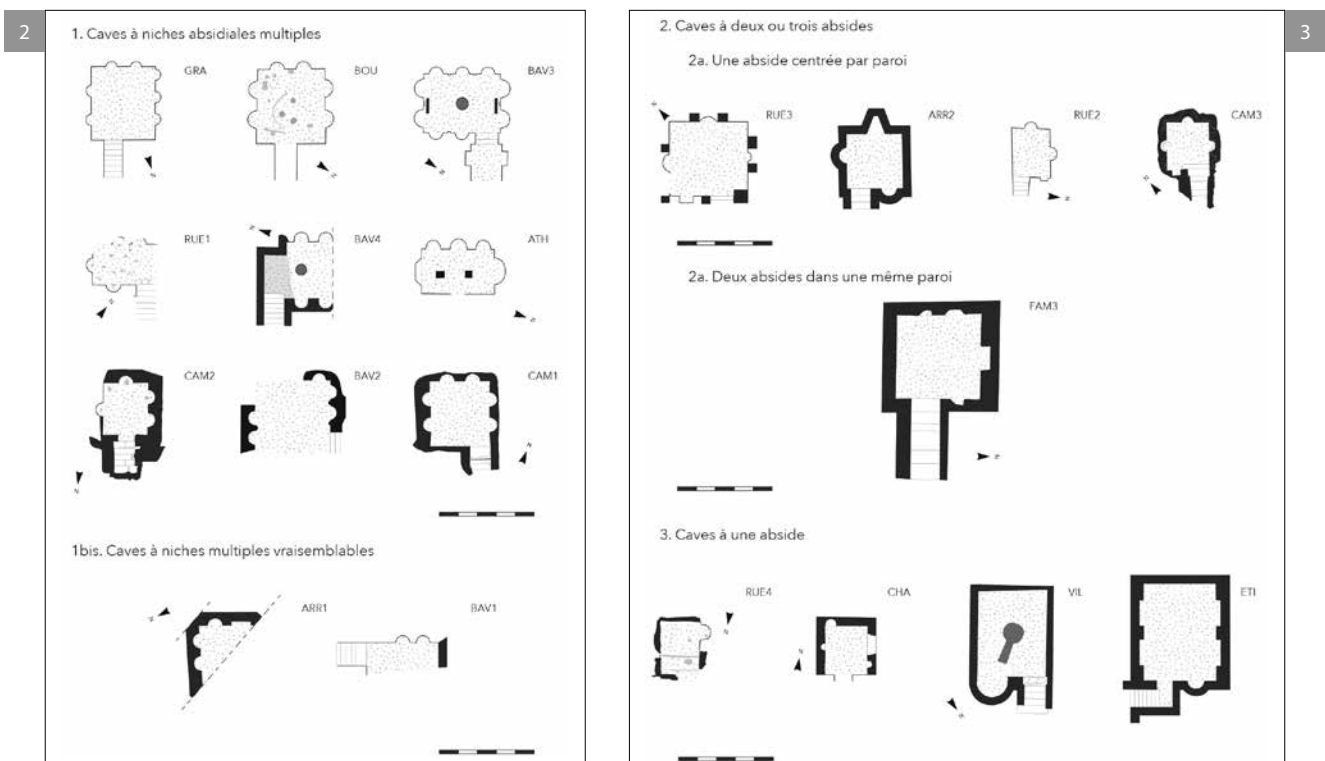 2
1. Caves à niches absidiales multiples
GRA
BOU
BAV3
RUE1
BAV4
ATH
CAM2
BAV2
CAM1
1bis. Caves à niches multiples vraisemblables
ARR1
BAV1
3
2. Caves à deux ou trois absides
2a. Une abside centrée par paroi
RUE3
ARR2
RUE2
CAM3
2a. Deux absides dans une même paroi
FAM3
3. Caves à une abside
RUE4
CHA
VIL
ETI